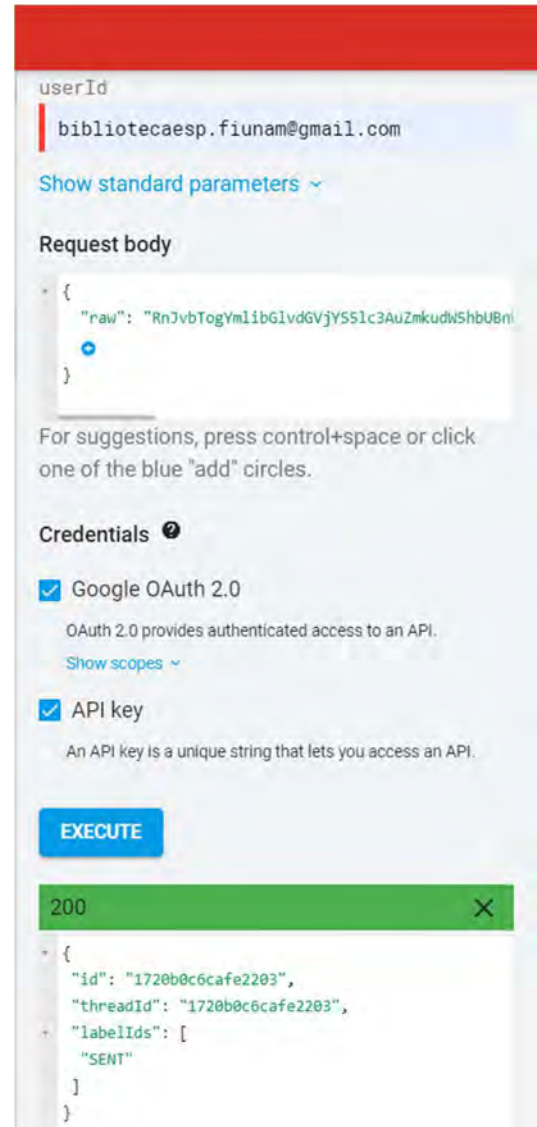 userId
bibliotecaesp.fiunam@gmail.com
Show standard parameters
Request body
{
"raw": "RnJvbTogYmlibGlvdGVjYS5lc3AuZmkudW5hbUBn
}
For suggestions, press control+space or click
one of the blue "add" circles.
Credentials
Google OAuth 2.0
OAuth 2.0 provides authenticated access to an API.
Show scopes
API key
An API key is a unique string that lets you access an API.
EXECUTE
200
{
"id": "1720b0c6cafe2203",
"threadId": "1720b0c6cafe2203",
"labelIds": [
"SENT"
]
}